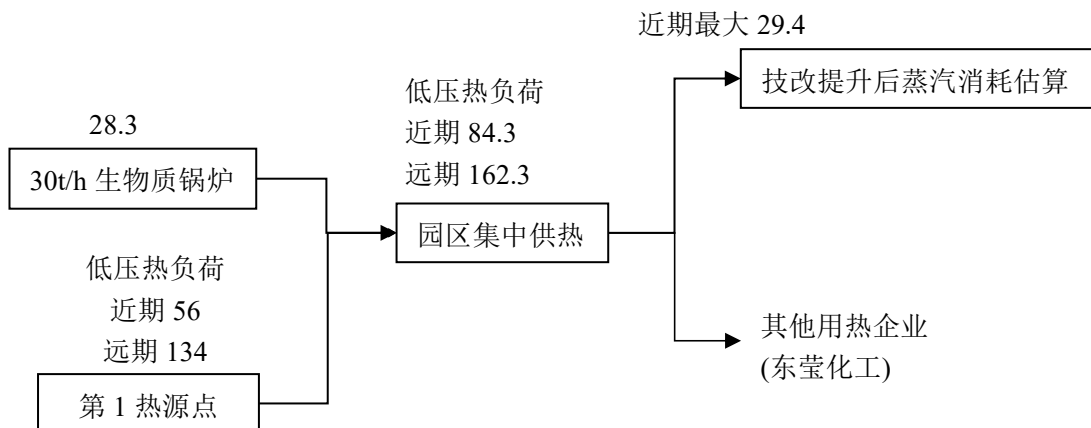 近期最大 29.4
技改提升后蒸汽消耗估算
低压热负荷
近期 84.3
远期 162.3
28.3
30t/h 生物质锅炉
园区集中供热
低压热负荷
近期 56
远期 134
第 1 热源点
其他用热企业
(东莹化工)